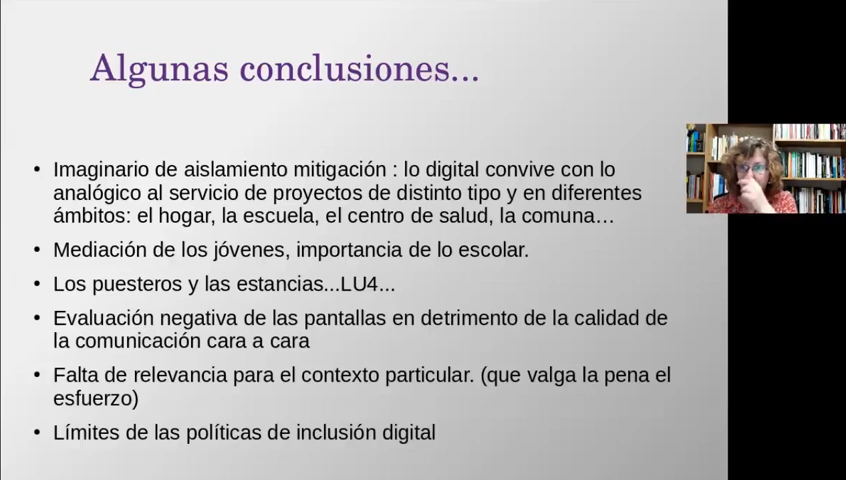 Algunas conclusiones...
• Imaginario de aislamiento mitigación : lo digital convive con lo
analógico al servicio de proyectos de distinto tipo y en diferentes
ámbitos: el hogar, la escuela, el centro de salud, la comuna…
• Mediación de los jóvenes, importancia de lo escolar.
• Los puesteros y las estancias...LU4...
• Evaluación negativa de las pantallas en detrimento de la calidad de
la comunicación cara a cara
• Falta de relevancia para el contexto particular. (que valga la pena el
esfuerzo)
• Límites de las políticas de inclusión digital